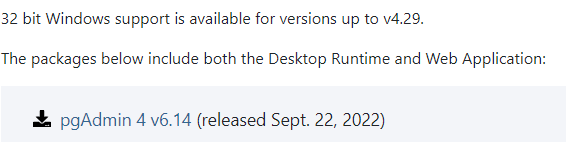 32 bit Windows support is available for versions up to v4.29.
The packages below include both the Desktop Runtime and Web Application:
pgAdmin 4 v6.14 (released Sept. 22, 2022)